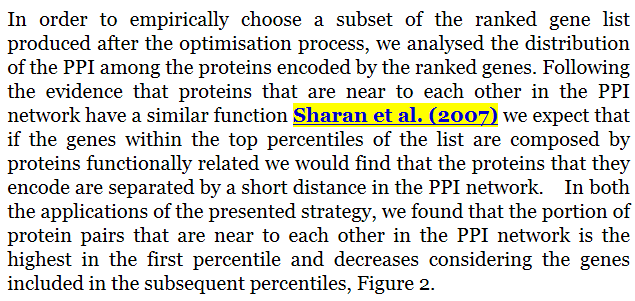 In order to empirically choose a subset of the ranked gene list
produced after the optimisation process, we analysed the distribution
of the PPI among the proteins encoded by the ranked genes. Following
the evidence that proteins that are near to each other in the PPI
network have a similar function Sharan et al. (2007) we expect that
if the genes within the top percentiles of the list are composed by
proteins functionally related we would find that the proteins that they
encode are separated by a short distance in the PPI network. In both
the applications of the presented strategy, we found that the portion of
protein pairs that are near to each other in the PPI network is the
highest in the first percentile and decreases considering the genes
included in the subsequent percentiles, Figure 2.